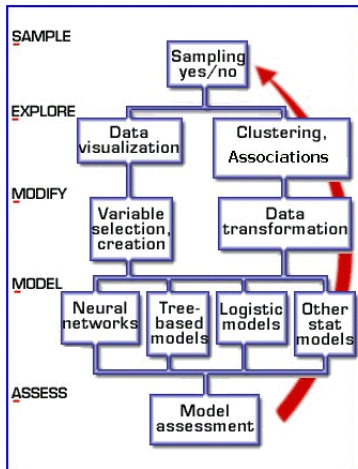 SAMPLE
Sampling
yes/no
EXPLORE
Data
visualization
Clustering,
Associations
MODIFY
Variable
selection,
creation
Data
transformation
MODEL
Neural
networks
Tree-
based
models
Logistic
models
Other
stat
models
ASSESS
Model
assessment